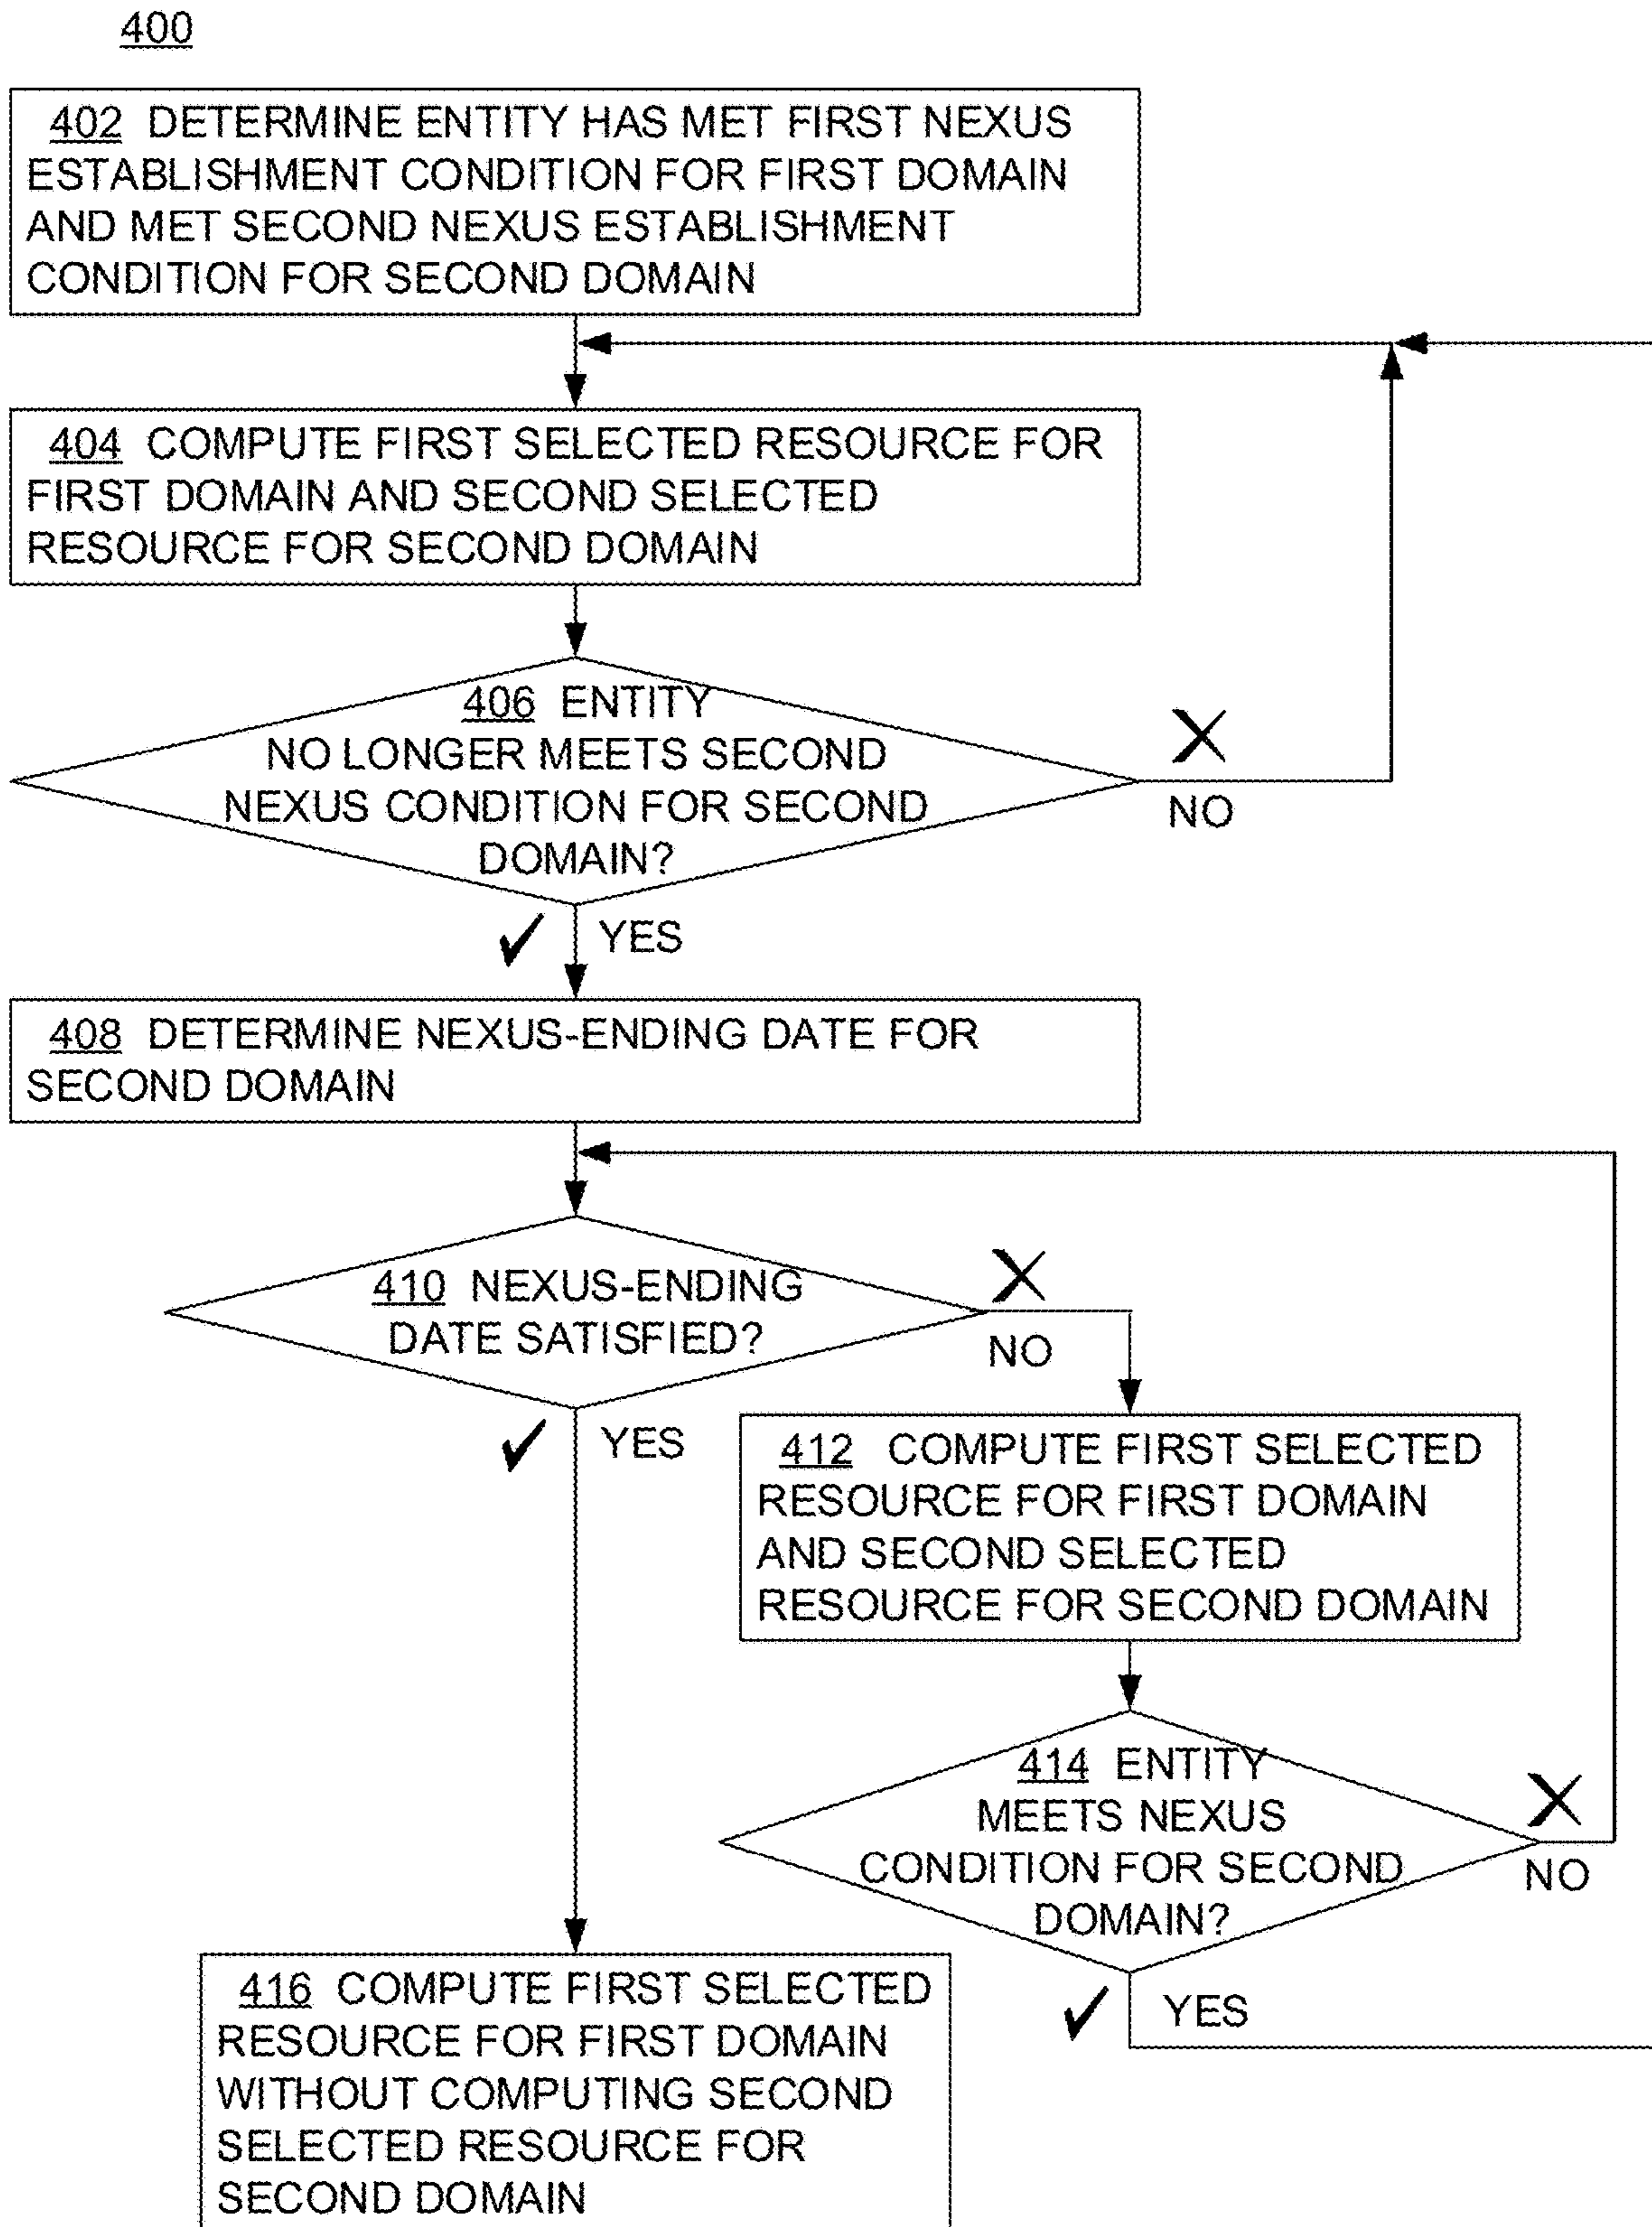 400
402 DETERMINE ENTITY HAS MET FIRST NEXUS
ESTABLISHMENT CONDITION FOR FIRST DOMAIN
AND MET SECOND NEXUS ESTABLISHMENT
CONDITION FOR SECOND DOMAIN
404 COMPUTE FIRST SELECTED RESOURCE FOR
FIRST DOMAIN AND SECOND SELECTED
RESOURCE FOR SECOND DOMAIN
406 ENTITY
NO LONGER MEETS SECOND
NEXUS CONDITION FOR SECOND
DOMAIN?
NO
YES
408 DETERMINE NEXUS-ENDING DATE FOR
SECOND DOMAIN
410 NEXUS-ENDING
DATE SATISFIED?
NO
YES
412 COMPUTE FIRST SELECTED
RESOURCE FOR FIRST DOMAIN
AND SECOND SELECTED
RESOURCE FOR SECOND DOMAIN
414 ENTITY
MEETS NEXUS
CONDITION FOR SECOND
DOMAIN?
NO
YES
416 COMPUTE FIRST SELECTED
RESOURCE FOR FIRST DOMAIN
WITHOUT COMPUTING SECOND
SELECTED RESOURCE FOR
SECOND DOMAIN